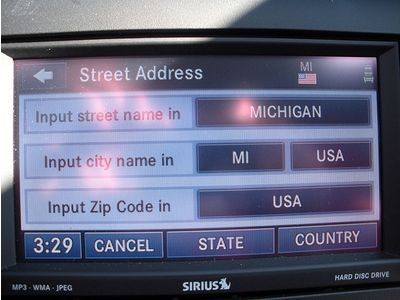 Street Address
MI
Input street name in MICHIGAN
Input city name in MI USA
Input Zip Code in USA
3:29 CANCEL STATE COUNTRY
MP3 - WMA - JPEG SIRIUS HARD DISC DRIVE